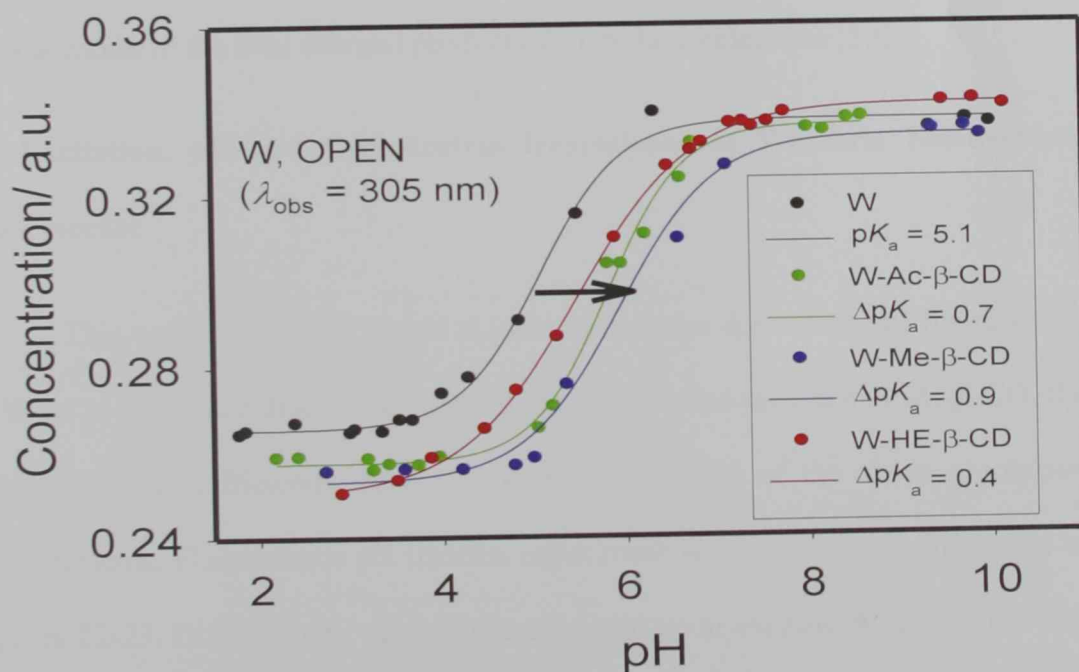 0.36
0.32
0.28
0.24
Concentration/ a.u.
W, OPEN
(λobs = 305 nm)
W
pKa = 5.1
W-Ac-β-CD
ΔpKa = 0.7
W-Me-β-CD
ΔpKa = 0.9
W-HE-β-CD
ΔpKa = 0.4
2 4 6 8 10
pH